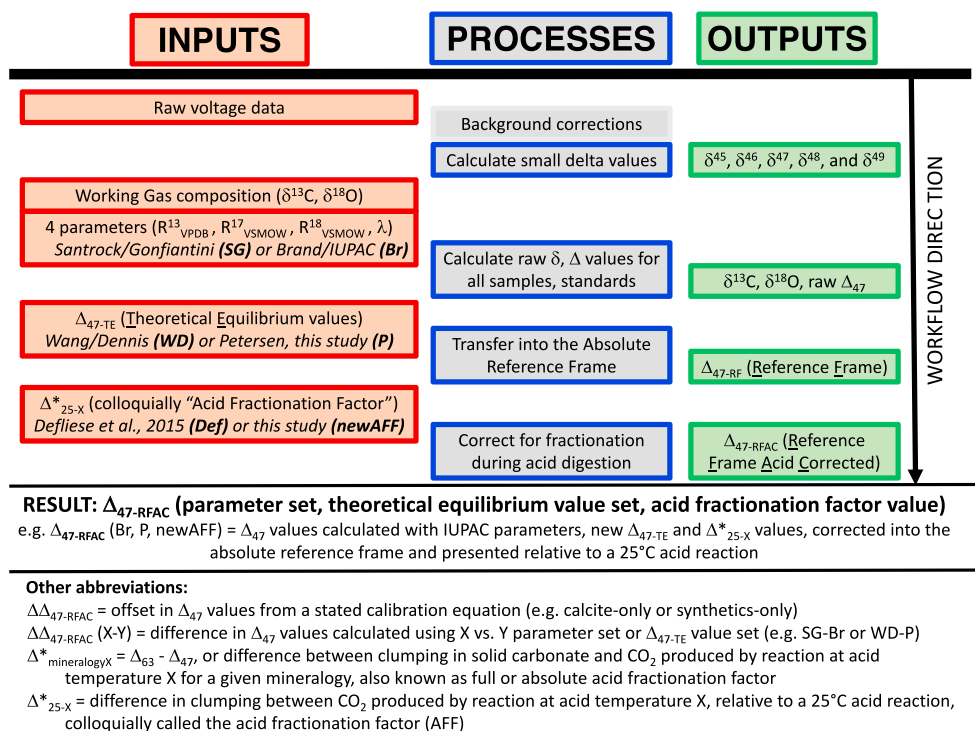 INPUTS
PROCESSES
OUTPUTS
Raw voltage data
Background corrections
Calculate small delta values
δ⁴⁵, δ⁴⁶, δ⁴⁷, δ⁴⁸, and δ⁴⁹
Working Gas composition (δ¹³C, δ¹⁸O)
4 parameters (R¹³VPDB, R¹⁷VSMOW, R¹⁸VSMOW, λ)
Santrock/Gonfiantini (SG) or Brand/IUPAC (Br)
Calculate raw δ, Δ values for
all samples, standards
δ¹³C, δ¹⁸O, raw Δ₄₇
Δ47-TE (Theoretical Equilibrium values)
Wang/Dennis (WD) or Petersen, this study (P)
Transfer into the Absolute
Reference Frame
Δ47-RF (Reference Frame)
Δ*25-X (colloquially “Acid Fractionation Factor”)
Defliese et al., 2015 (Def) or this study (newAFF)
Correct for fractionation
during acid digestion
Δ47-RFAC (Reference
Frame Acid Corrected)
WORKFLOW DIRECTION
RESULT: Δ47-RFAC (parameter set, theoretical equilibrium value set, acid fractionation factor value)
e.g. Δ47-RFAC (Br, P, newAFF) = Δ47 values calculated with IUPAC parameters, new Δ47-TE and Δ*25-X values, corrected into the
absolute reference frame and presented relative to a 25°C acid reaction
Other abbreviations:
ΔΔ47-RFAC = offset in Δ47 values from a stated calibration equation (e.g. calcite-only or synthetics-only)
ΔΔ47-RFAC (X-Y) = difference in Δ47 values calculated using X vs. Y parameter set or Δ47-TE value set (e.g. SG-Br or WD-P)
Δ*mineralogyX = Δ63 - Δ47, or difference between clumping in solid carbonate and CO₂ produced by reaction at acid
temperature X for a given mineralogy, also known as full or absolute acid fractionation factor
Δ*25-X = difference in clumping between CO₂ produced by reaction at acid temperature X, relative to a 25°C acid reaction,
colloquially called the acid fractionation factor (AFF)